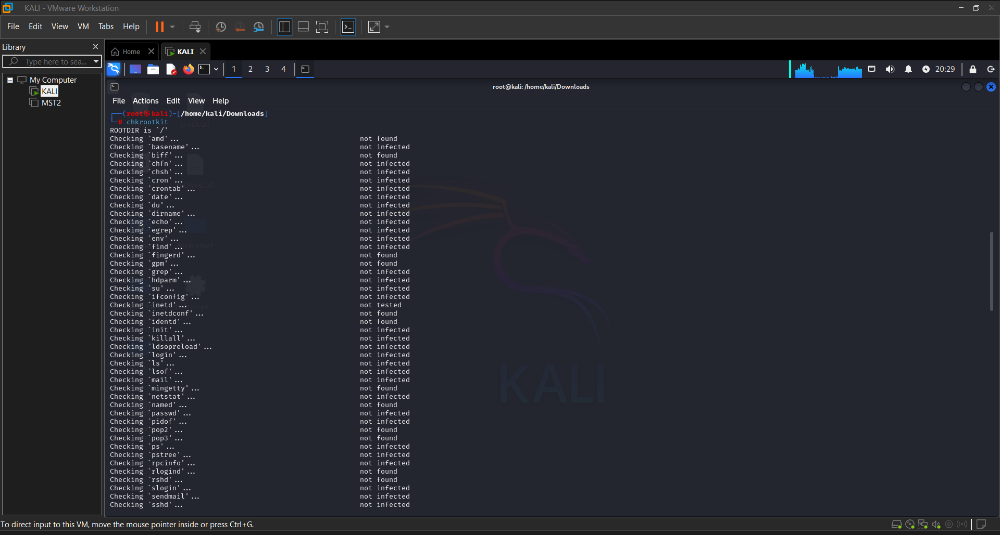 KALI - VMware Workstation
File Edit View VM Tabs Help
Library
Type here to sea...
My Computer
KALI
MST2
Home
KALI
1 2 3 4
20:29
root@kali: /home/kali/Downloads
File Actions Edit View Help
┌──(root㉿kali)-[/home/kali/Downloads]
└─# chkrootkit
ROOTDIR is `/'
Checking `amd'... not found
Checking `basename'... not infected
Checking `biff'... not found
Checking `chfn'... not infected
Checking `chsh'... not infected
Checking `cron'... not infected
Checking `crontab'... not infected
Checking `date'... not infected
Checking `du'... not infected
Checking `dirname'... not infected
Checking `echo'... not infected
Checking `egrep'... not infected
Checking `env'... not infected
Checking `find'... not infected
Checking `fingerd'... not found
Checking `gpm'... not found
Checking `grep'... not infected
Checking `hdparm'... not infected
Checking `su'... not infected
Checking `ifconfig'... not infected
Checking `inetd'... not tested
Checking `inetdconf'... not found
Checking `identd'... not found
Checking `init'... not infected
Checking `killall'... not infected
Checking `ldsopreload'... not infected
Checking `login'... not infected
Checking `ls'... not infected
Checking `lsof'... not infected
Checking `mail'... not infected
Checking `mingetty'... not found
Checking `netstat'... not infected
Checking `named'... not found
Checking `passwd'... not infected
Checking `pidof'... not infected
Checking `pop2'... not found
Checking `pop3'... not found
Checking `ps'... not infected
Checking `pstree'... not infected
Checking `rpcinfo'... not infected
Checking `rlogind'... not found
Checking `rshd'... not found
Checking `slogin'... not infected
Checking `sendmail'... not infected
Checking `sshd'... not infected
crack.txt
darkcomet
KALI
To direct input to this VM, move the mouse pointer inside or press Ctrl+G.